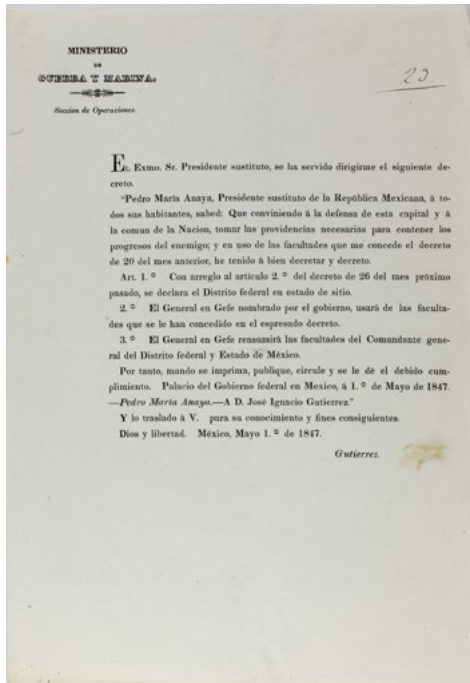 MINISTERIO
DE
GUERRA Y MARINA.
Seccion de Operaciones.
23
EL Exmo. Sr. Presidente sustituto, se ha servido dirigirme el siguiente de-
creto.
"Pedro María Anaya, Presidente sustituto de la República Mexicana, á to-
dos sus habitantes, sabed: Que conviniendo á la defensa de esta capital y á
la comun de la Nacion, tomar las providencias necesarias para contener los
progresos del enemigo; y en uso de las facultades que me concede el decreto
de 20 del mes anterior, he tenido á bien decretar y decreto.
Art. 1.° Con arreglo al artículo 2.° del decreto de 26 del mes próximo
pasado, se declara el Distrito federal en estado de sitio.
2.° El General en Gefe nombrado por el gobierno, usará de las faculta-
des que se le han concedido en el espresado decreto.
3.° El General en Gefe reasumirá las facultades del Comandante gene-
ral del Distrito federal y Estado de México.
Por tanto, mando se imprima, publique, circule y se le dé el debido cum-
plimiento. Palacio del Gobierno federal en Mexico, á 1.° de Mayo de 1847.
—Pedro María Anaya.—A D. José Ignacio Gutierrez."
Y lo traslado á V. para su conocimiento y fines consiguientes.
Dios y libertad. México, Mayo 1.° de 1847.
Gutierrez.